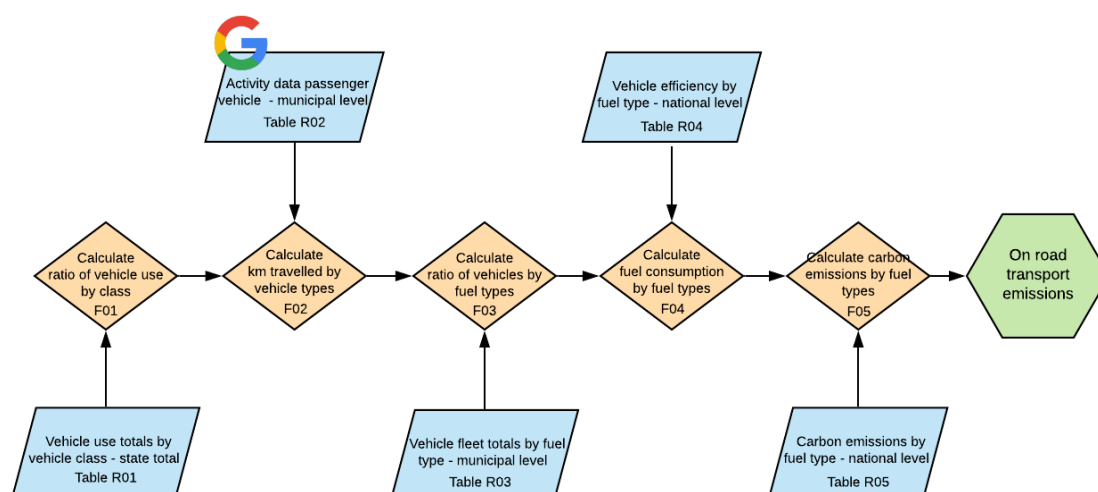 Activity data passenger
vehicle - municipal level
Table R02
Vehicle efficiency by
fuel type - national level
Table R04
Calculate
ratio of vehicle use
by class
F01
Calculate
km travelled by
vehicle types
F02
Calculate
ratio of vehicles by
fuel types
F03
Calculate
fuel consumption
by fuel types
F04
Calculate carbon
emissions by fuel
types
F05
On road
transport
emissions
Vehicle use totals by
vehicle class - state total
Table R01
Vehicle fleet totals by fuel
type - municipal level
Table R03
Carbon emissions by
fuel type - national level
Table R05